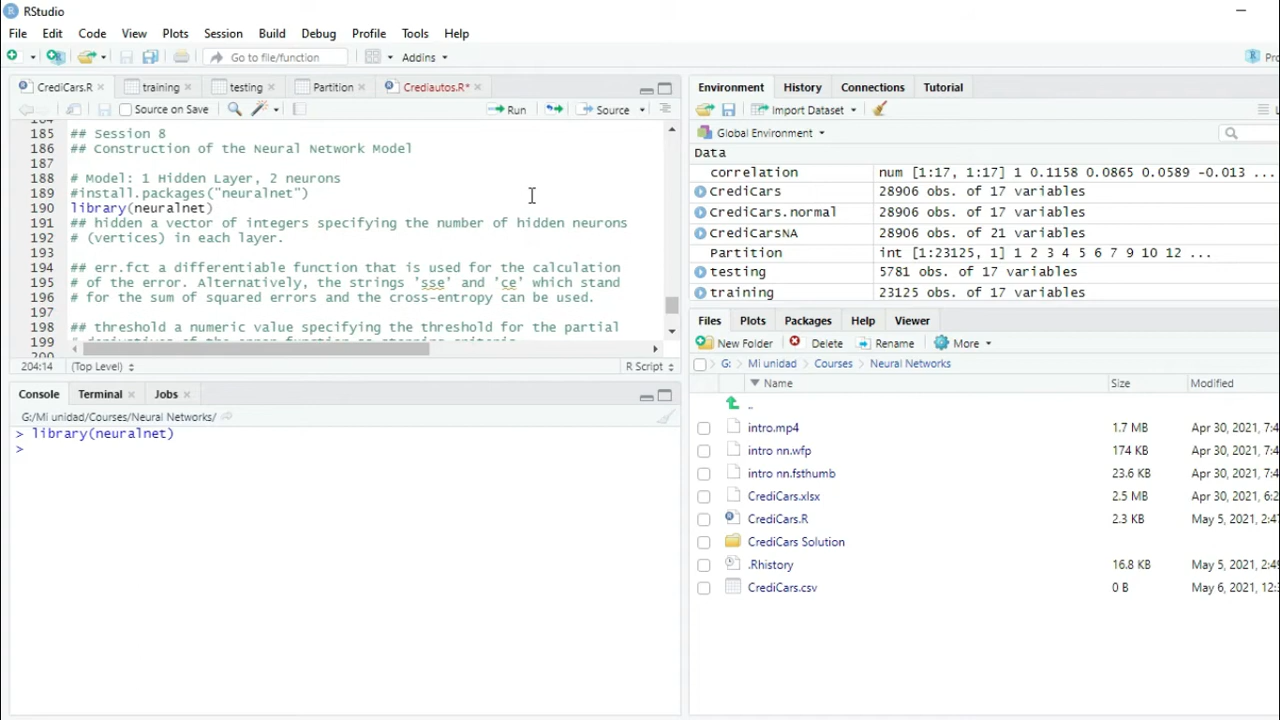 RStudio
File Edit Code View Plots Session Build Debug Profile Tools Help
Go to file/function Addins
CrediCars.R training testing Partition Crediautos.R*
Source on Save Run Source
185 ## Session 8
186 ## Construction of the Neural Network Model
187
188 # Model: 1 Hidden Layer, 2 neurons
189 #install.packages("neuralnet")
190 library(neuralnet)
191 ## hidden a vector of integers specifying the number of hidden neurons
192 # (vertices) in each layer.
193
194 ## err.fct a differentiable function that is used for the calculation
195 # of the error. Alternatively, the strings 'sse' and 'ce' which stand
196 # for the sum of squared errors and the cross-entropy can be used.
197
198 ## threshold a numeric value specifying the threshold for the partial
199 # derivatives of the error function as stopping criteria.
200
204:14 (Top Level) R Script
Console Terminal Jobs
G:/Mi unidad/Courses/Neural Networks/
> library(neuralnet)
>
Environment History Connections Tutorial
Import Dataset
Global Environment
Data
correlation num [1:17, 1:17] 1 0.1158 0.0865 0.0589 -0.013 ...
CrediCars 28906 obs. of 17 variables
CrediCars.normal 28906 obs. of 17 variables
CrediCarsNA 28906 obs. of 21 variables
Partition int [1:23125, 1] 1 2 3 4 5 6 7 9 10 12 ...
testing 5781 obs. of 17 variables
training 23125 obs. of 17 variables
Files Plots Packages Help Viewer
New Folder Delete Rename More
G: Mi unidad Courses Neural Networks
Name Size Modified
..
intro.mp4 1.7 MB Apr 30, 2021, 7:4
intro nn.wfp 174 KB Apr 30, 2021, 7:4
intro nn.fsthumb 23.6 KB Apr 30, 2021, 7:4
CrediCars.xlsx 2.5 MB Apr 30, 2021, 6:2
CrediCars.R 2.3 KB May 5, 2021, 2:47
CrediCars Solution
.Rhistory 16.8 KB May 5, 2021, 2:49
CrediCars.csv 0 B May 6, 2021, 12: